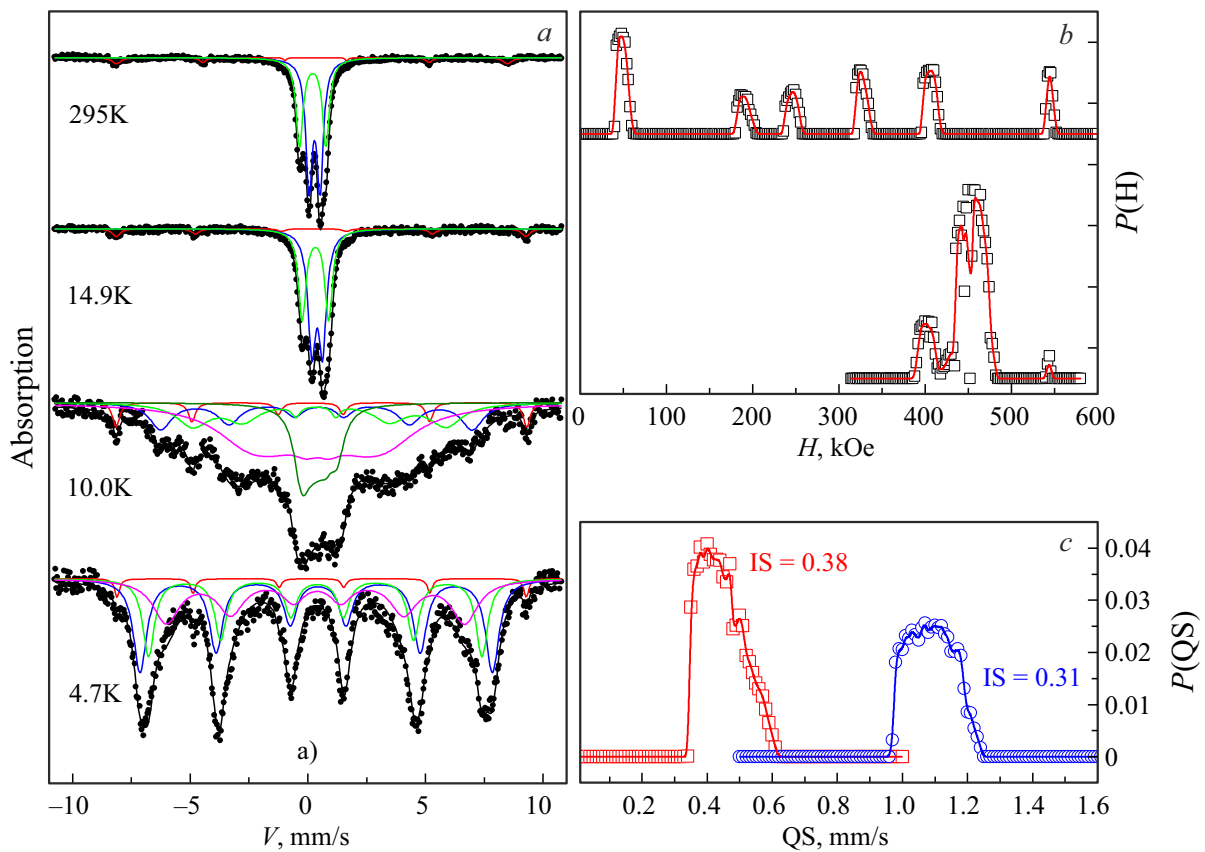 a
295K
14.9K
10.0K
4.7K
a)
Absorption
–10
–5
0
5
10
V, mm/s
b
P(H)
0
100
200
300
400
500
600
H, kOe
c
IS = 0.38
IS = 0.31
0.04
0.03
0.02
0.01
0
P(QS)
0.2
0.4
0.6
0.8
1.0
1.2
1.4
1.6
QS, mm/s